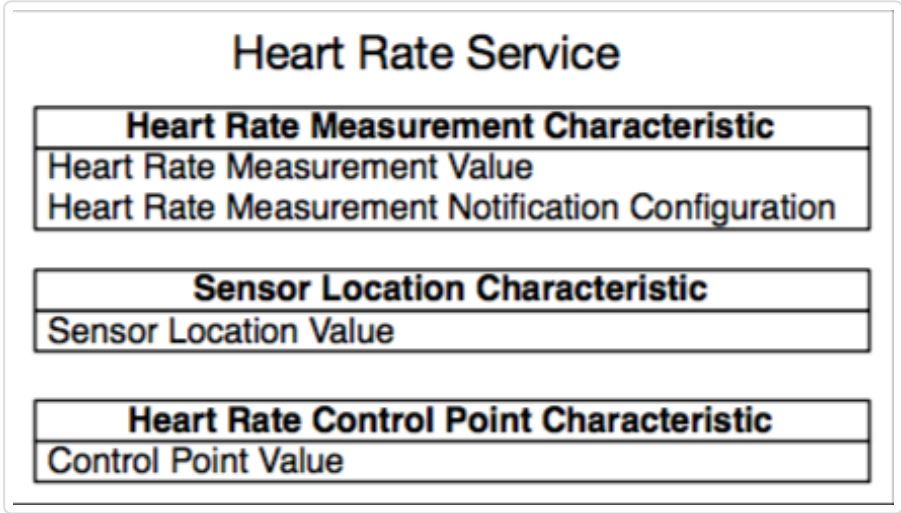 Heart Rate Service
Heart Rate Measurement Characteristic
Heart Rate Measurement Value
Heart Rate Measurement Notification Configuration
Sensor Location Characteristic
Sensor Location Value
Heart Rate Control Point Characteristic
Control Point Value